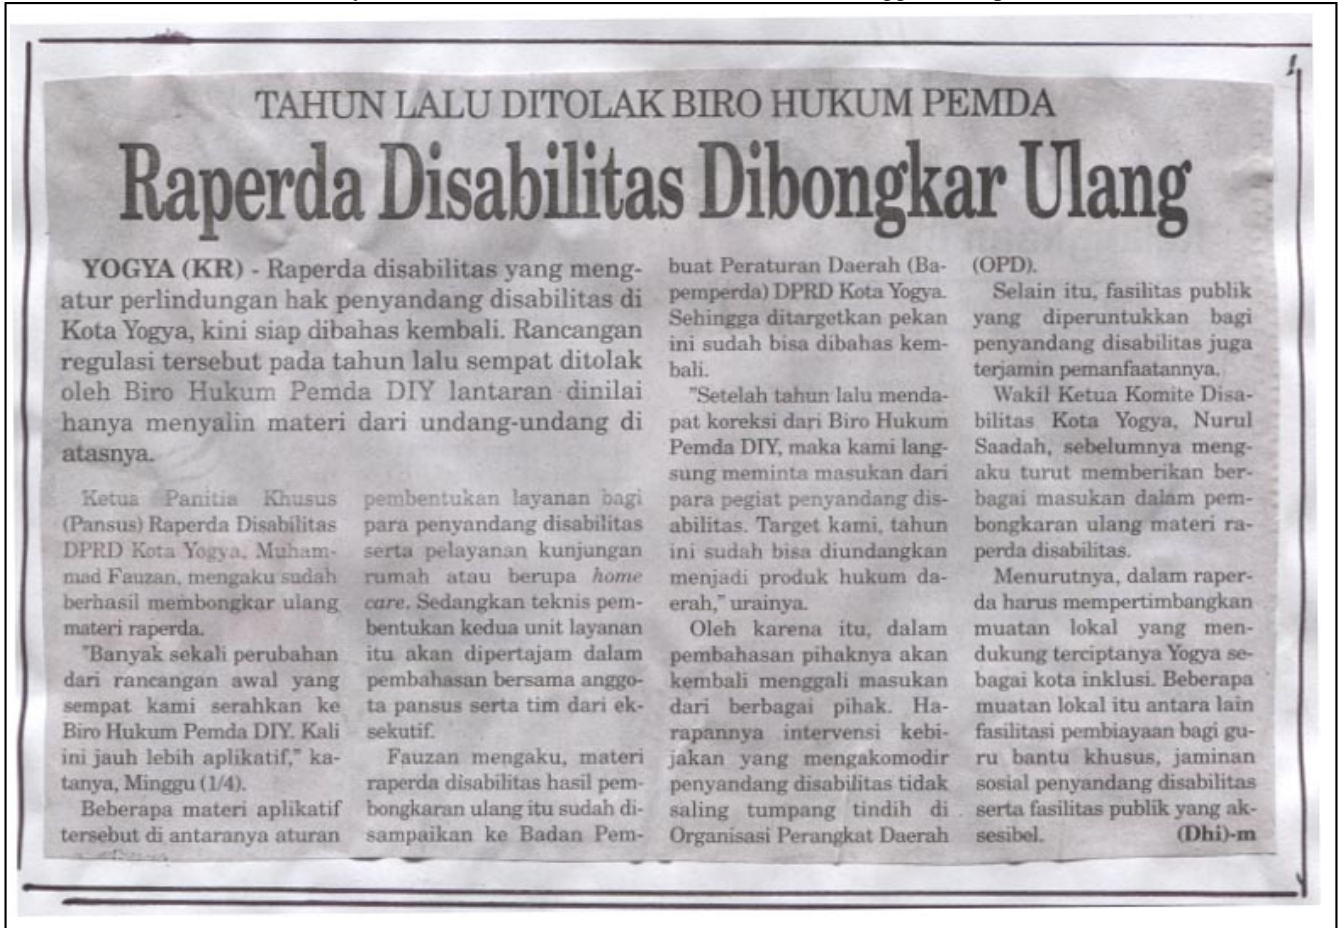 TAHUN LALU DITOLAK BIRO HUKUM PEMDA
Raperda Disabilitas Dibongkar Ulang
YOGYA (KR) - Raperda disabilitas yang meng-
atur perlindungan hak penyandang disabilitas di
Kota Yogya, kini siap dibahas kembali. Rancangan
regulasi tersebut pada tahun lalu sempat ditolak
oleh Biro Hukum Pemda DIY lantaran dinilai
hanya menyalin materi dari undang-undang di
atasnya.
Ketua Panitia Khusus
(Pansus) Raperda Disabilitas
DPRD Kota Yogya, Muham-
mad Fauzan, mengaku sudah
berhasil membongkar ulang
materi raperda.
"Banyak sekali perubahan
dari rancangan awal yang
sempat kami serahkan ke
Biro Hukum Pemda DIY. Kali
ini jauh lebih aplikatif," ka-
tanya, Minggu (1/4).
Beberapa materi aplikatif
tersebut di antaranya aturan
pembentukan layanan bagi
para penyandang disabilitas
serta pelayanan kunjungan
rumah atau berupa home
care. Sedangkan teknis pem-
bentukan kedua unit layanan
itu akan dipertajam dalam
pembahasan bersama anggo-
ta pansus serta tim dari ek-
sekutif.
Fauzan mengaku, materi
raperda disabilitas hasil pem-
bongkaran ulang itu sudah di-
sampaikan ke Badan Pem-
buat Peraturan Daerah (Ba-
pemperda) DPRD Kota Yogya.
Sehingga ditargetkan pekan
ini sudah bisa dibahas kem-
bali.
"Setelah tahun lalu menda-
pat koreksi dari Biro Hukum
Pemda DIY, maka kami lang-
sung meminta masukan dari
para pegiat penyandang dis-
abilitas. Target kami, tahun
ini sudah bisa diundangkan
menjadi produk hukum da-
erah," urainya.
Oleh karena itu, dalam
pembahasan pihaknya akan
kembali menggali masukan
dari berbagai pihak. Ha-
rapannya intervensi kebi-
jakan yang mengakomodir
penyandang disabilitas tidak
saling tumpang tindih di
Organisasi Perangkat Daerah
(OPD).
Selain itu, fasilitas publik
yang diperuntukkan bagi
penyandang disabilitas juga
terjamin pemanfaatannya.
Wakil Ketua Komite Disa-
bilitas Kota Yogya, Nurul
Saadah, sebelumnya meng-
aku turut memberikan ber-
bagai masukan dalam pem-
bongkaran ulang materi ra-
perda disabilitas.
Menurutnya, dalam raper-
da harus mempertimbangkan
muatan lokal yang men-
dukung terciptanya Yogya se-
bagai kota inklusi. Beberapa
muatan lokal itu antara lain
fasilitasi pembiayaan bagi gu-
ru bantu khusus, jaminan
sosial penyandang disabilitas
serta fasilitas publik yang ak-
sesibel. (Dhi)-m